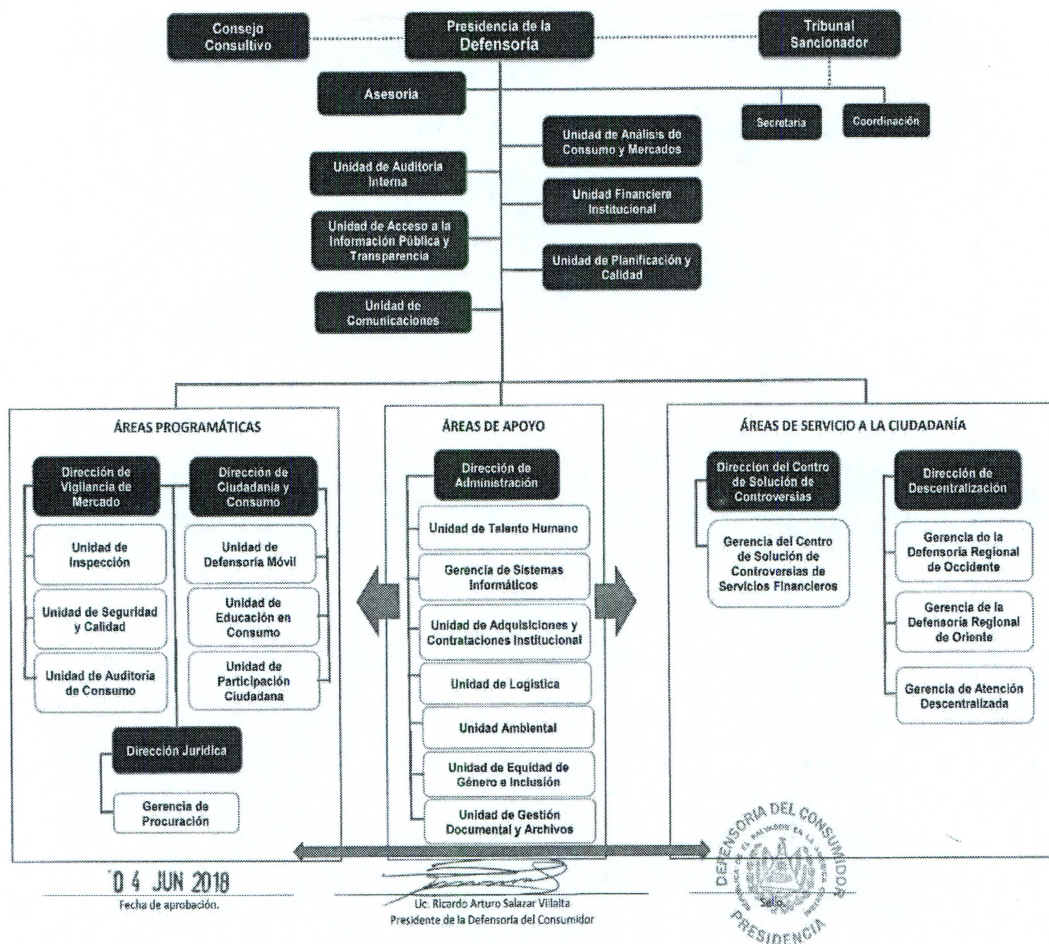 Consejo
Consultivo
Presidencia de la
Defensoría
Tribunal
Sancionador
Asesoría
Secretaría
Coordinación
Unidad de Análisis de
Consumo y Mercados
Unidad de Auditoría
Interna
Unidad Financiera
Institucional
Unidad de Acceso a la
Información Pública y
Transparencia
Unidad de Planificación y
Calidad
Unidad de
Comunicaciones
ÁREAS PROGRAMÁTICAS
Dirección de
Vigilancia de
Mercado
Dirección de
Ciudadanía y
Consumo
Unidad de
Inspección
Unidad de
Defensoría Móvil
Unidad de Seguridad
y Calidad
Unidad de
Educación en
Consumo
Unidad de Auditoría
de Consumo
Unidad de
Participación
Ciudadana
Dirección Jurídica
Gerencia de
Procuración
ÁREAS DE APOYO
Dirección de
Administración
Unidad de Talento Humano
Gerencia de Sistemas
Informáticos
Unidad de Adquisiciones y
Contrataciones Institucional
Unidad de Logística
Unidad Ambiental
Unidad de Equidad de
Género e Inclusión
Unidad de Gestión
Documental y Archivos
ÁREAS DE SERVICIO A LA CIUDADANÍA
Dirección del Centro
de Solución de
Controversias
Gerencia del Centro
de Solución de
Controversias de
Servicios Financieros
Dirección de
Descentralización
Gerencia de la
Defensoría Regional
de Occidente
Gerencia de la
Defensoría Regional
de Oriente
Gerencia de Atención
Descentralizada
04 JUN 2018
Fecha de aprobación.
Lic. Ricardo Arturo Salazar Villalta
Presidente de la Defensoría del Consumidor
DEFENSORIA DEL CONSUMIDOR
REPUBLICA DE EL SALVADOR EN LA AMERICA CENTRAL
Sello.
PRESIDENCIA